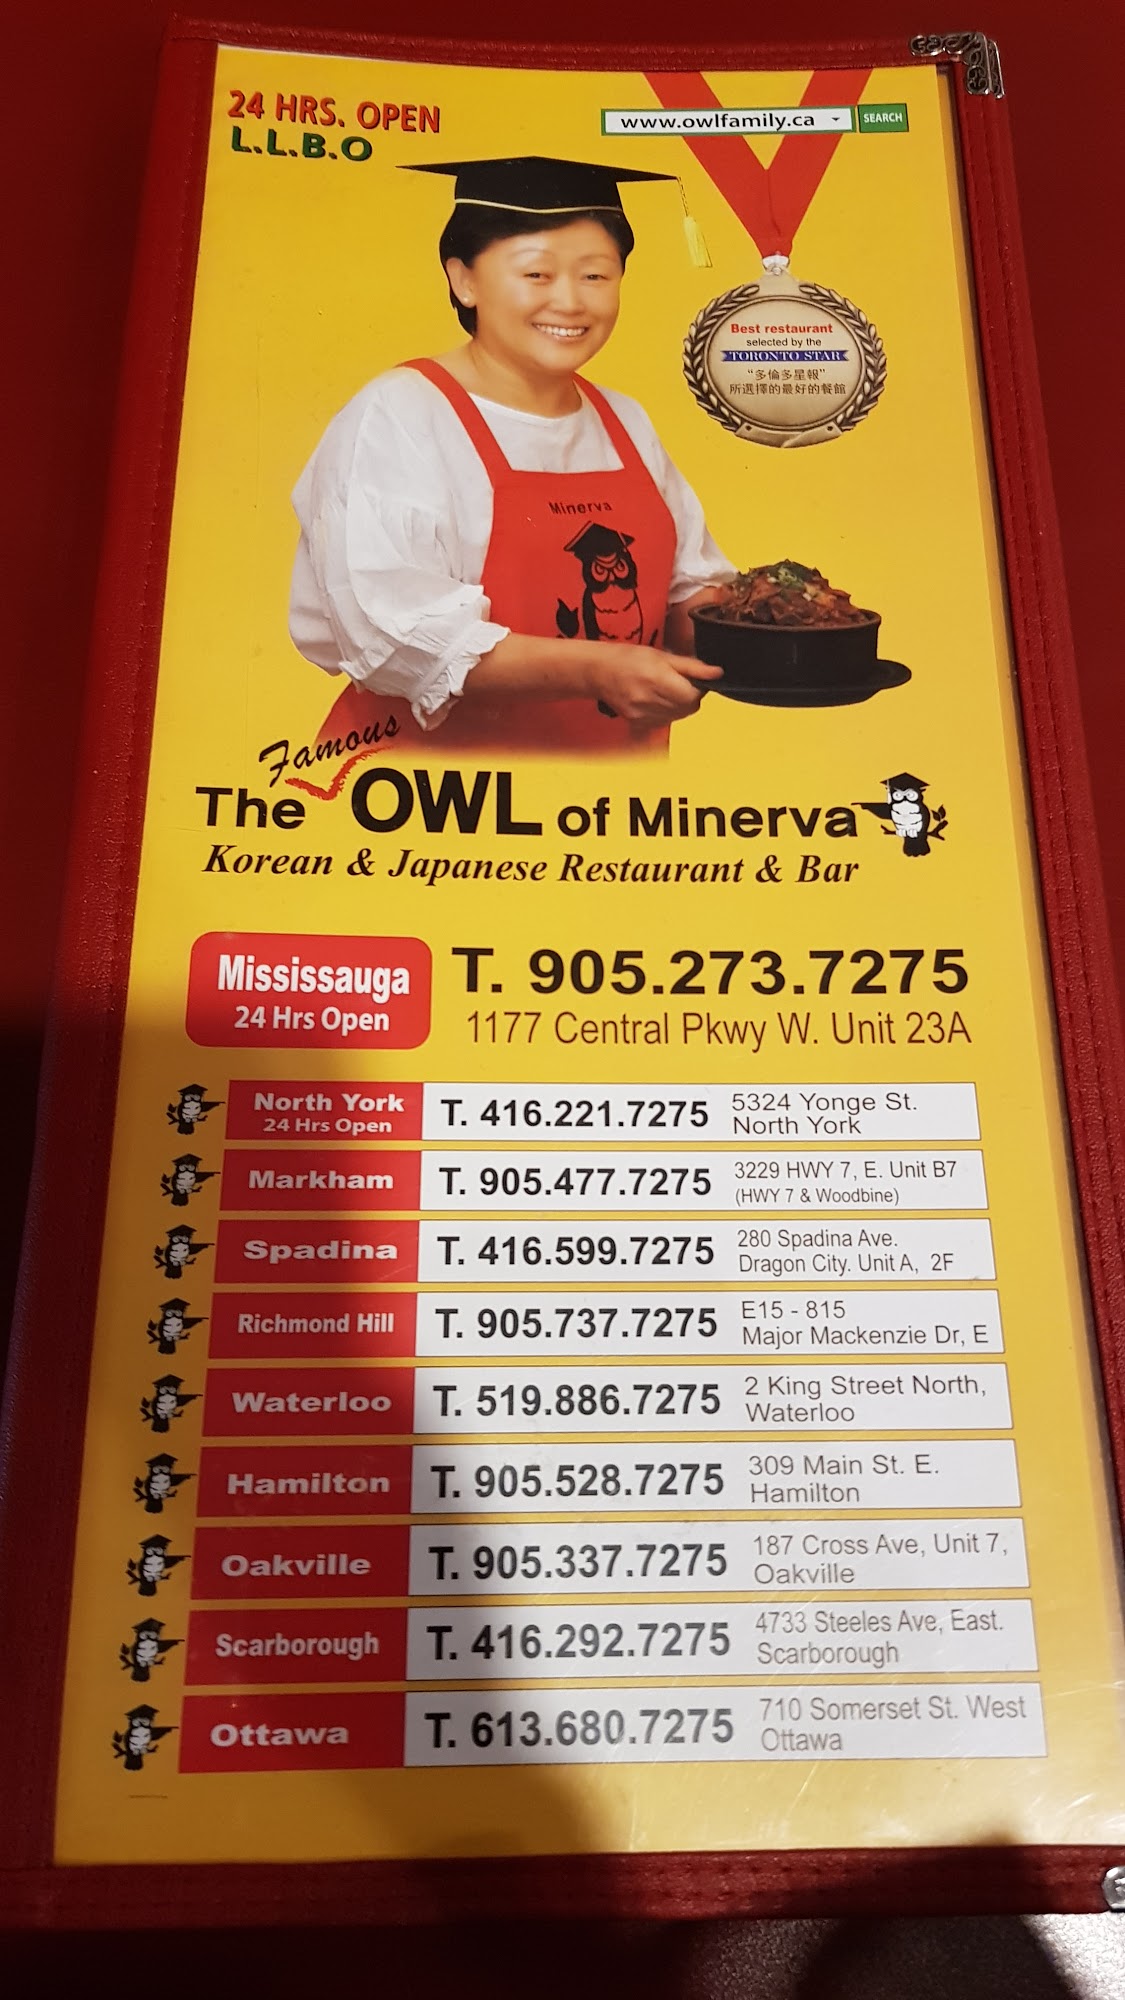 24 HRS. OPEN
L.L.B.O
www.owlfamily.ca SEARCH
Best restaurant
selected by the
TORONTO STAR
“多倫多星報”
所選擇的最好的餐館
Minerva
Famous
The OWL of Minerva
Korean & Japanese Restaurant & Bar
Mississauga
24 Hrs Open
T. 905.273.7275
1177 Central Pkwy W. Unit 23A
North York
24 Hrs Open
T. 416.221.7275
5324 Yonge St.
North York
Markham
T. 905.477.7275
3229 HWY 7, E. Unit B7
(HWY 7 & Woodbine)
Spadina
T. 416.599.7275
280 Spadina Ave.
Dragon City. Unit A, 2F
Richmond Hill
T. 905.737.7275
E15 - 815
Major Mackenzie Dr, E
Waterloo
T. 519.886.7275
2 King Street North,
Waterloo
Hamilton
T. 905.528.7275
309 Main St. E.
Hamilton
Oakville
T. 905.337.7275
187 Cross Ave, Unit 7,
Oakville
Scarborough
T. 416.292.7275
4733 Steeles Ave, East.
Scarborough
Ottawa
T. 613.680.7275
710 Somerset St. West
Ottawa